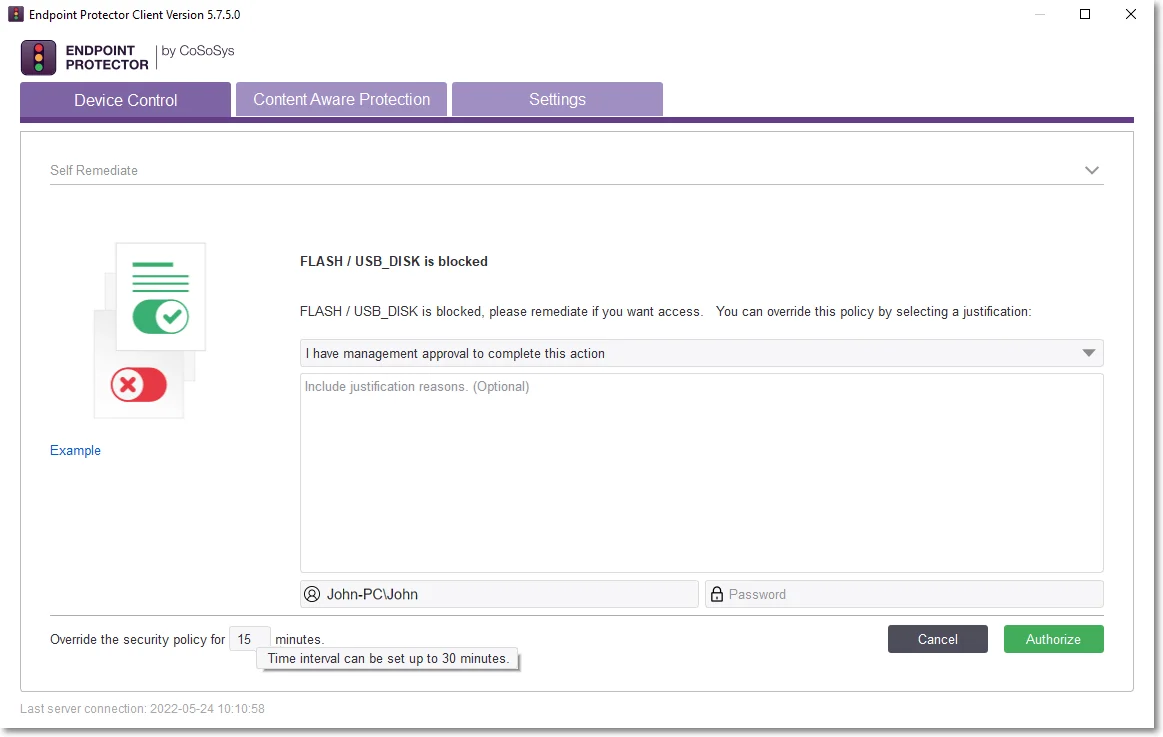 Endpoint Protector Client Version 5.7.5.0
ENDPOINT PROTECTOR | by CoSoSys
Device Control
Content Aware Protection
Settings
Self Remediate
FLASH / USB_DISK is blocked
FLASH / USB_DISK is blocked, please remediate if you want access. You can override this policy by selecting a justification:
I have management approval to complete this action
Include justification reasons. (Optional)
Example
John-PC\John
Password
Override the security policy for 15 minutes.
Cancel
Authorize
Time interval can be set up to 30 minutes.
Last server connection: 2022-05-24 10:10:58